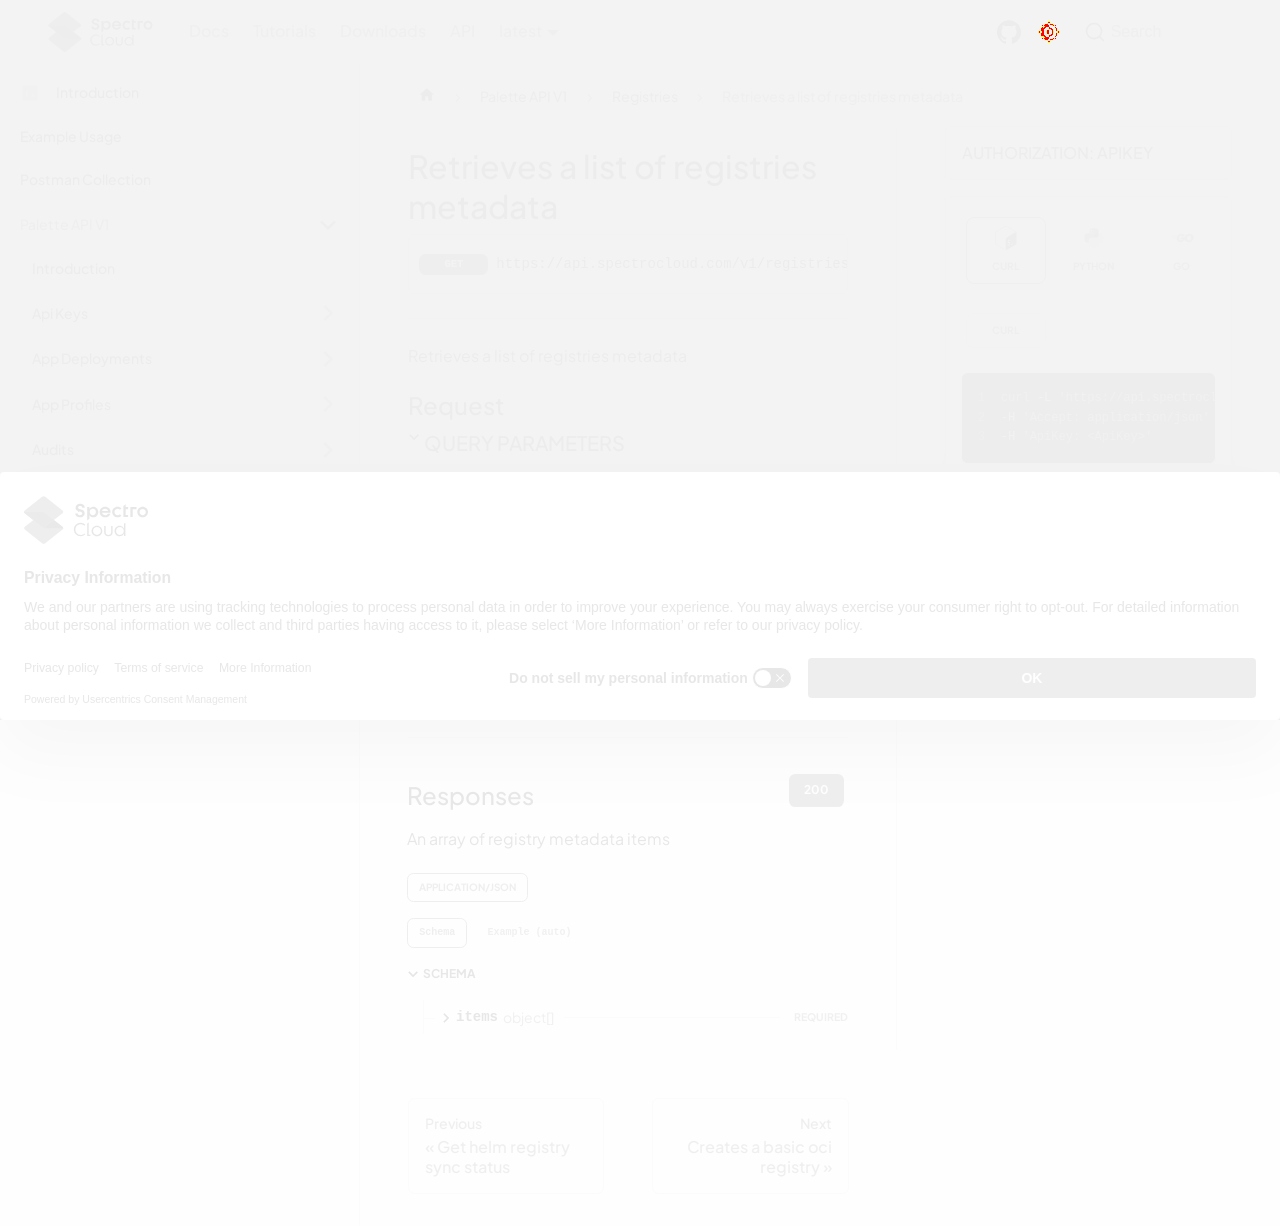 Spectro
Cloud
Docs Tutorials Downloads API latest
Search
Introduction
Example Usage
Postman Collection
Palette API V1
Introduction
Api Keys
App Deployments
App Profiles
Audits
Palette API V1
Registries
Retrieves a list of registries metadata
Retrieves a list of registries
metadata
GET https://api.spectrocloud.com/v1/registries
Retrieves a list of registries metadata
Request
QUERY PARAMETERS
AUTHORIZATION: APIKEY
CURL PYTHON GO
CURL
Spectro
Cloud
Privacy Information
We and our partners are using tracking technologies to process personal data in order to improve your experience. You may always exercise your consumer right to opt-out. For detailed information
about personal information we collect and third parties having access to it, please select ‘More Information’ or refer to our privacy policy.
Privacy policy Terms of service More Information
Powered by Usercentrics Consent Management
Do not sell my personal information
OK
Responses
200
An array of registry metadata items
APPLICATION/JSON
Schema Example (auto)
SCHEMA
items object[] REQUIRED
Previous
« Get helm registry
sync status
Next
Creates a basic oci
registry »